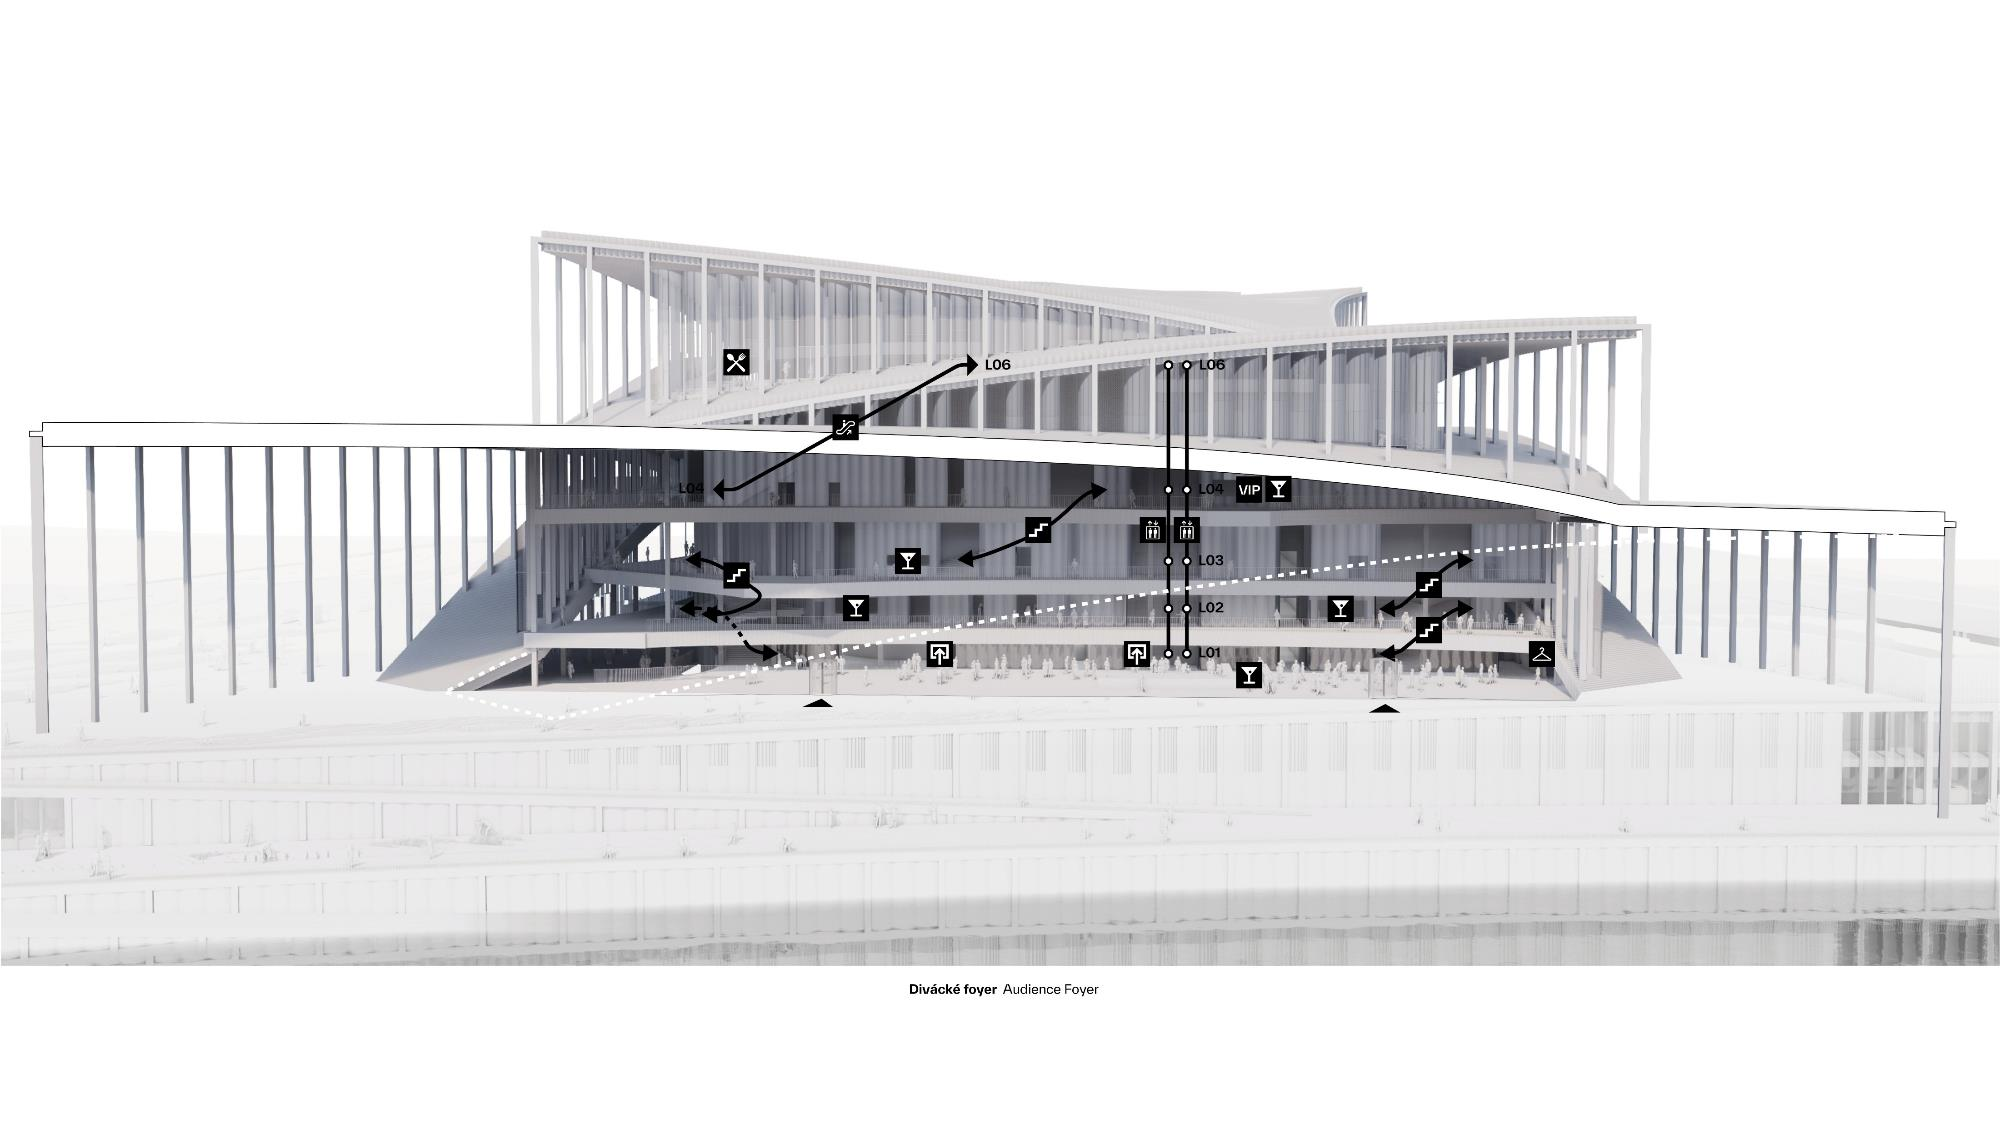 L06
L06
L04
L04
VIP
L03
L02
L01
Divácké foyer Audience Foyer